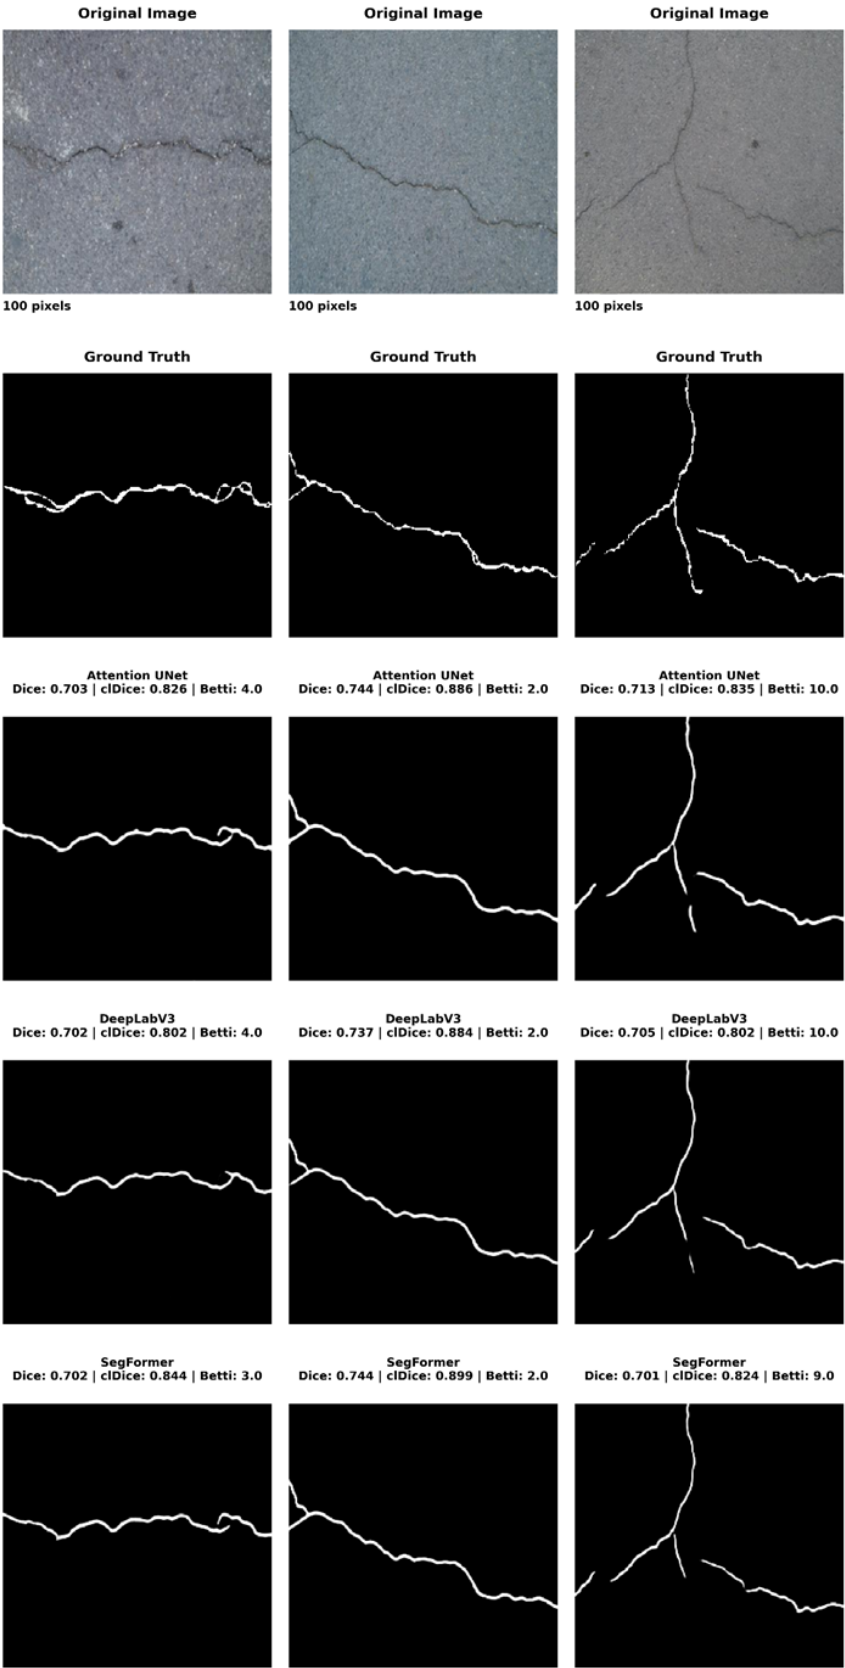 Original Image Original Image Original Image
100 pixels 100 pixels 100 pixels
Ground Truth Ground Truth Ground Truth
Attention UNet Attention UNet Attention UNet
Dice: 0.703 | clDice: 0.826 | Betti: 4.0 Dice: 0.744 | clDice: 0.886 | Betti: 2.0 Dice: 0.713 | clDice: 0.835 | Betti: 10.0
DeepLabV3 DeepLabV3 DeepLabV3
Dice: 0.702 | clDice: 0.802 | Betti: 4.0 Dice: 0.737 | clDice: 0.884 | Betti: 2.0 Dice: 0.705 | clDice: 0.802 | Betti: 10.0
SegFormer SegFormer SegFormer
Dice: 0.702 | clDice: 0.844 | Betti: 3.0 Dice: 0.744 | clDice: 0.899 | Betti: 2.0 Dice: 0.701 | clDice: 0.824 | Betti: 9.0